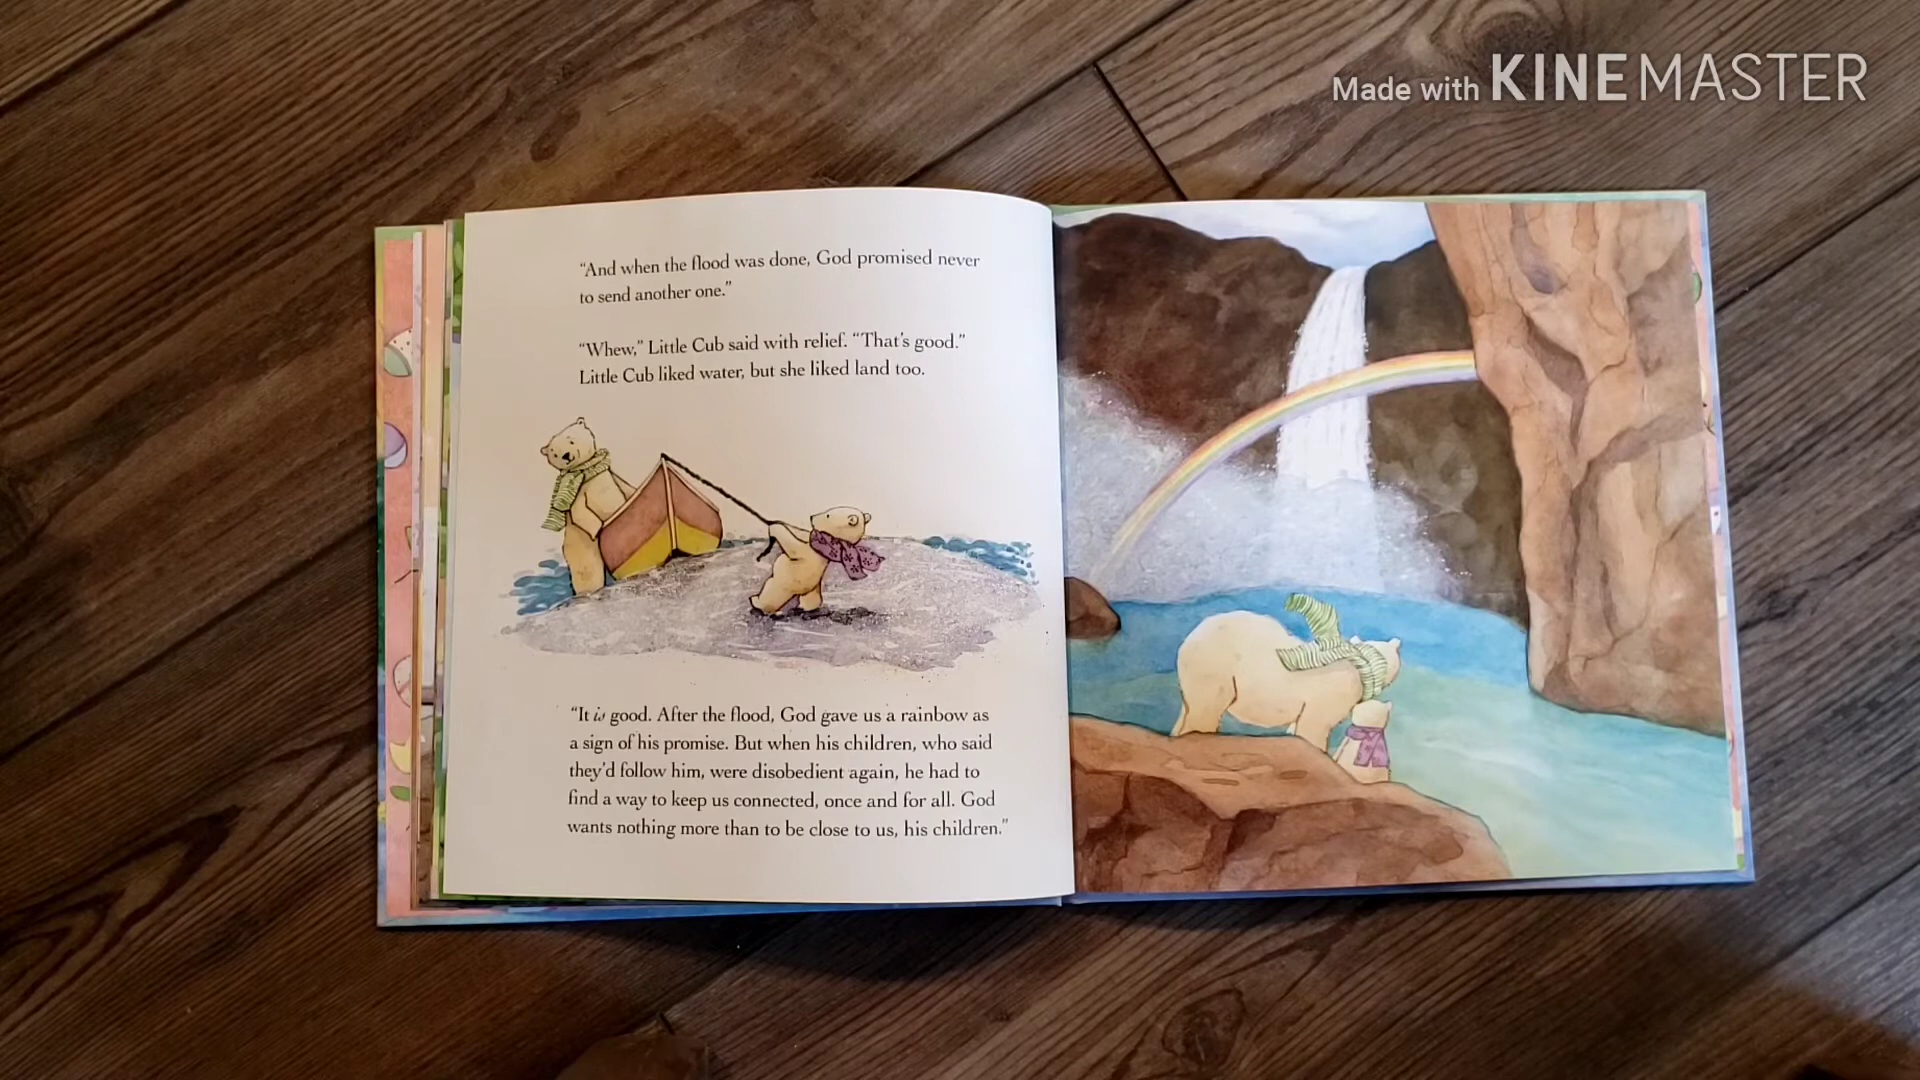 Made with KINEMASTER
“And when the flood was done, God promised never
to send another one.”
“Whew,” Little Cub said with relief. “That’s good.”
Little Cub liked water, but she liked land too.
“It is good. After the flood, God gave us a rainbow as
a sign of his promise. But when his children, who said
they’d follow him, were disobedient again, he had to
find a way to keep us connected, once and for all. God
wants nothing more than to be close to us, his children.”